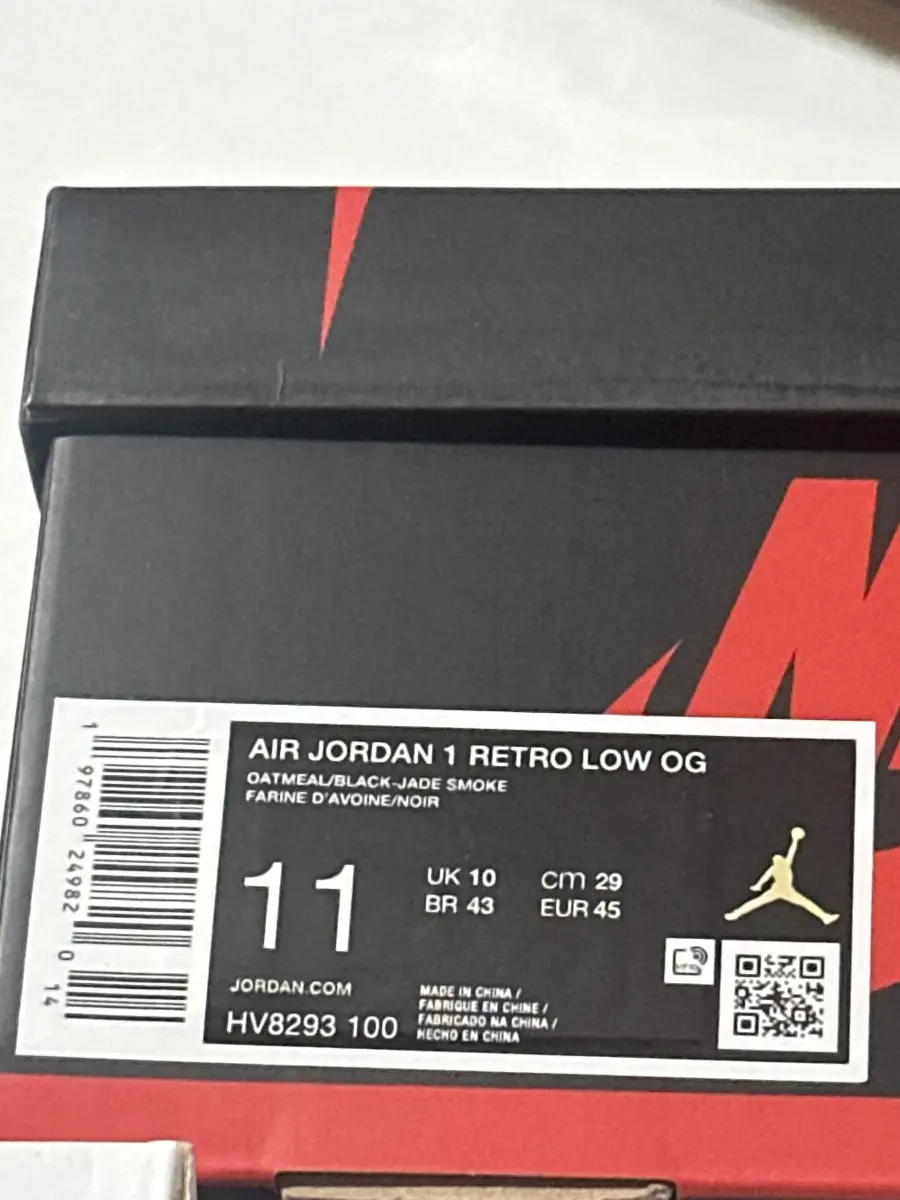 AIR JORDAN 1 RETRO LOW OG
OATMEAL/BLACK-JADE SMOKE
FARINE D'AVOINE/NOIR
11
UK 10
CM 29
BR 43
EUR 45
JORDAN.COM
HV8293 100
MADE IN CHINA /
FABRIQUE EN CHINE /
FABRICADO NA CHINA /
HECHO EN CHINA
1 97860 24982 0 14